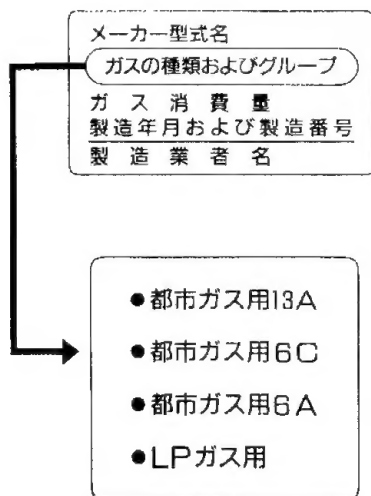 メーカー型式名
ガスの種類およびグループ
ガス消費量
製造年月および製造番号
製造業者名
●都市ガス用13A
●都市ガス用6C
●都市ガス用6A
●LPガス用